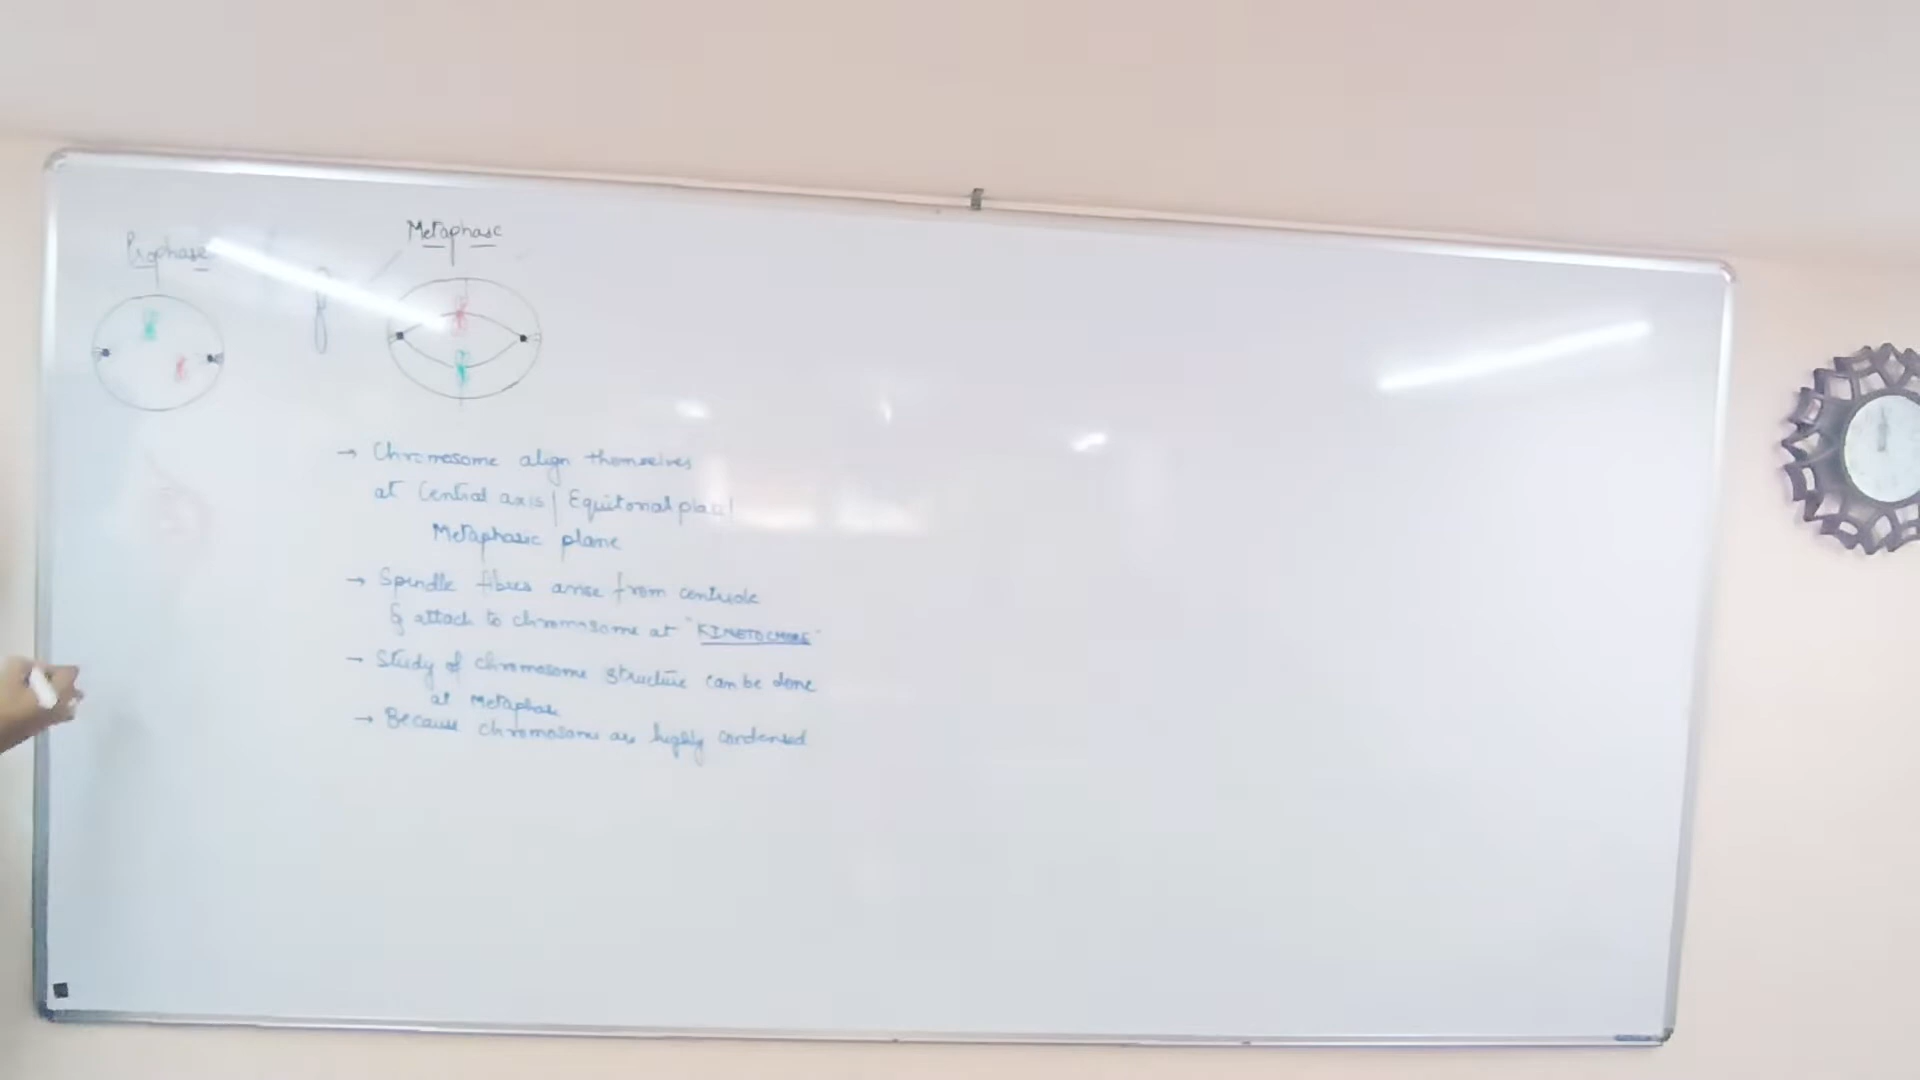 Prophase
Metaphase
→ Chromosome align themselves
at Central axis / Equitorial plate /
Metaphasic plane
→ Spindle fibres arise from centriole
& attach to chromosome at "KINETOCHORE"
→ Study of chromosome structure can be done
at Metaphase
→ Because chromosome are highly condensed